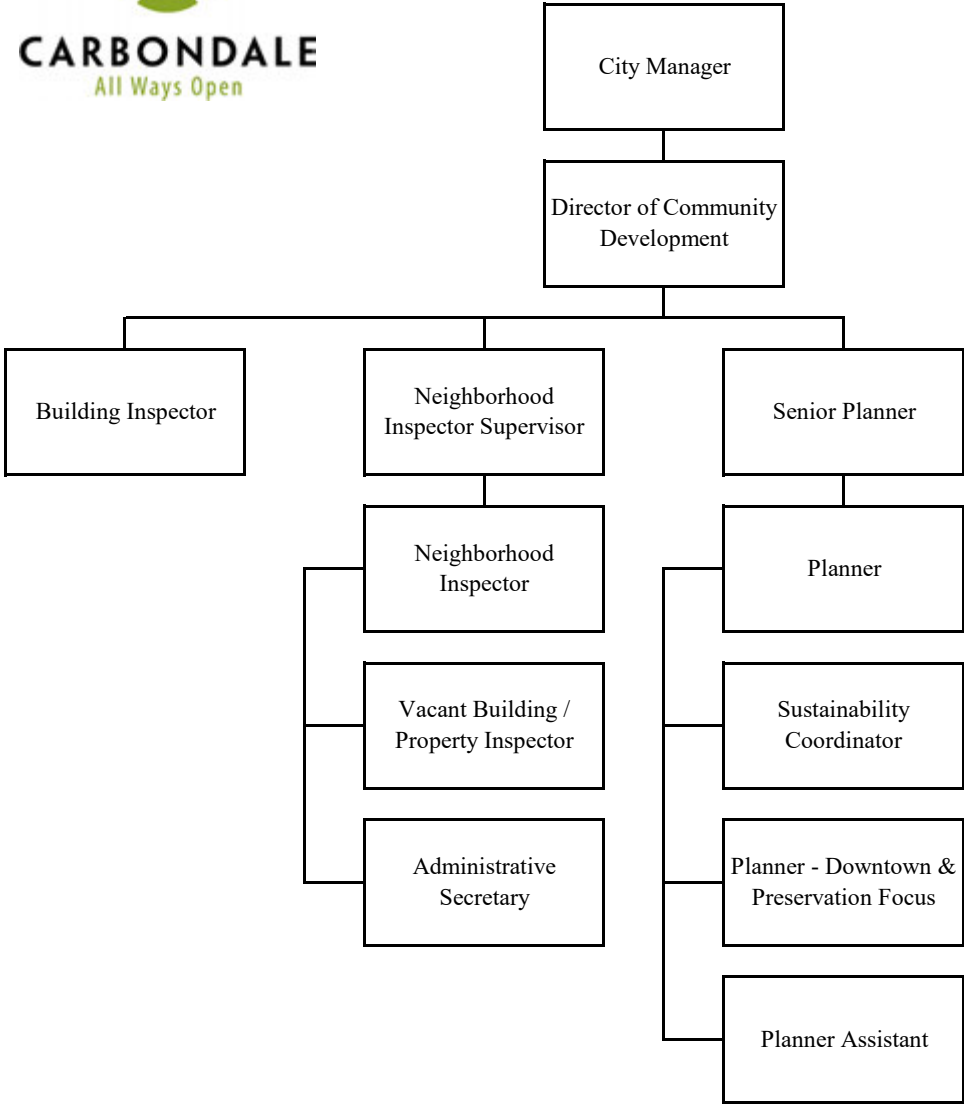 CARBONDALE
All Ways Open
City Manager
Director of Community
Development
Building Inspector
Neighborhood
Inspector Supervisor
Senior Planner
Neighborhood
Inspector
Planner
Vacant Building /
Property Inspector
Sustainability
Coordinator
Administrative
Secretary
Planner - Downtown &
Preservation Focus
Planner Assistant